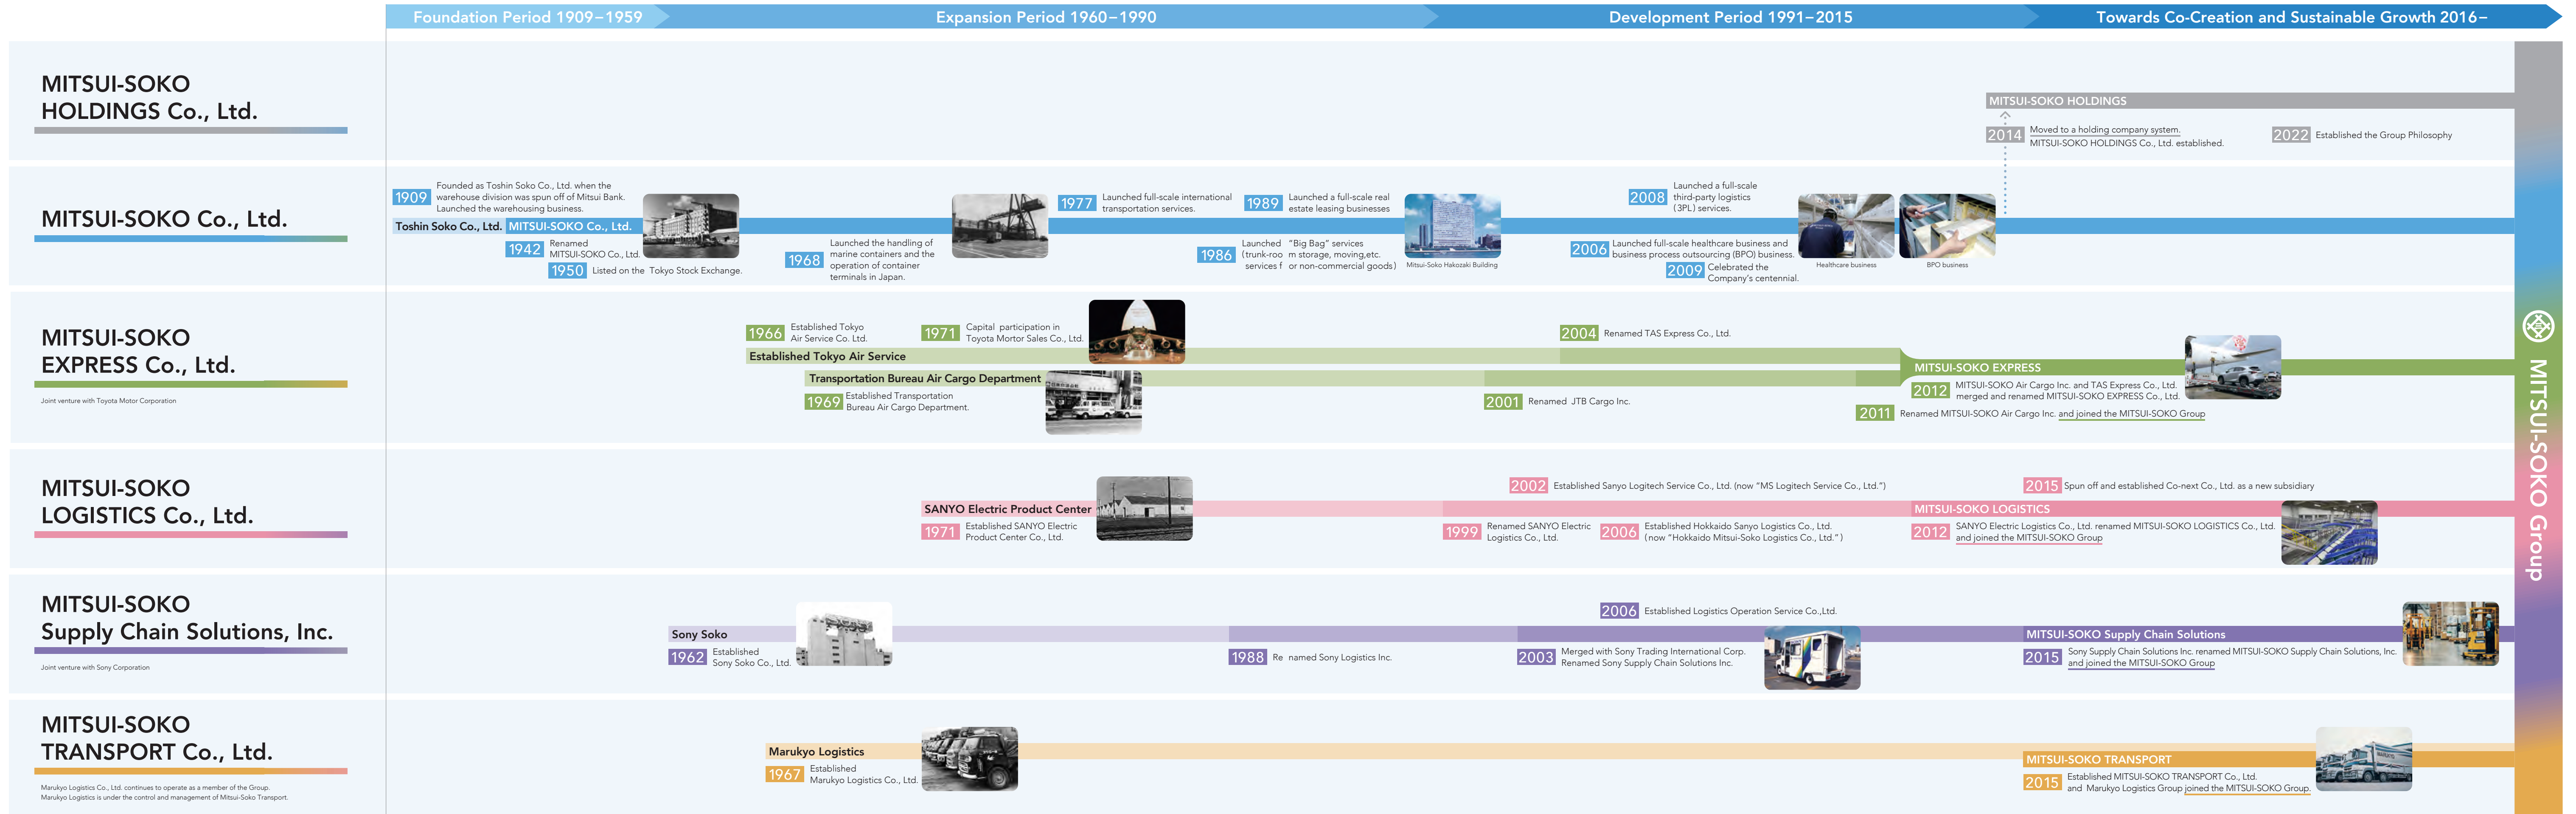 Foundation Period 1909–1959
Expansion Period 1960–1990
Development Period 1991–2015
Towards Co-Creation and Sustainable Growth 2016–
MITSUI-SOKO
HOLDINGS Co., Ltd.
MITSUI-SOKO HOLDINGS
2014
Moved to a holding company system.
MITSUI-SOKO HOLDINGS Co., Ltd. established.
2022
Established the Group Philosophy
MITSUI-SOKO Co., Ltd.
1909
Founded as Toshin Soko Co., Ltd. when the
warehouse division was spun off of Mitsui Bank.
Launched the warehousing business.
Toshin Soko Co., Ltd.
MITSUI-SOKO Co., Ltd.
1942
Renamed
MITSUI-SOKO Co., Ltd.
1950
Listed on the Tokyo Stock Exchange.
1968
Launched the handling of
marine containers and the
operation of container
terminals in Japan.
1977
Launched full-scale international
transportation services.
1986
Launched “Big Bag” services
(trunk-roo m storage, moving,etc.
services f or non-commercial goods)
1989
Launched a full-scale real
estate leasing businesses
Mitsui-Soko Hakozaki Building
2008
Launched a full-scale
third-party logistics
(3PL) services.
2006
Launched full-scale healthcare business and
business process outsourcing (BPO) business.
2009
Celebrated the
Company’s centennial.
Healthcare business
BPO business
MITSUI-SOKO
EXPRESS Co., Ltd.
Joint venture with Toyota Motor Corporation
1966
Established Tokyo
Air Service Co. Ltd.
1971
Capital participation in
Toyota Mortor Sales Co., Ltd.
Established Tokyo Air Service
Transportation Bureau Air Cargo Department
1969
Established Transportation
Bureau Air Cargo Department.
2004
Renamed TAS Express Co., Ltd.
2001
Renamed JTB Cargo Inc.
MITSUI-SOKO EXPRESS
2012
MITSUI-SOKO Air Cargo Inc. and TAS Express Co., Ltd.
merged and renamed MITSUI-SOKO EXPRESS Co., Ltd.
2011
Renamed MITSUI-SOKO Air Cargo Inc. and joined the MITSUI-SOKO Group
MITSUI-SOKO
LOGISTICS Co., Ltd.
SANYO Electric Product Center
1971
Established SANYO Electric
Product Center Co., Ltd.
2002
Established Sanyo Logitech Service Co., Ltd. (now “MS Logitech Service Co., Ltd.”)
1999
Renamed SANYO Electric
Logistics Co., Ltd.
2006
Established Hokkaido Sanyo Logistics Co., Ltd.
(now “Hokkaido Mitsui-Soko Logistics Co., Ltd.”)
2015
Spun off and established Co-next Co., Ltd. as a new subsidiary
MITSUI-SOKO LOGISTICS
2012
SANYO Electric Logistics Co., Ltd. renamed MITSUI-SOKO LOGISTICS Co., Ltd.
and joined the MITSUI-SOKO Group
MITSUI-SOKO
Supply Chain Solutions, Inc.
Joint venture with Sony Corporation
Sony Soko
1962
Established
Sony Soko Co., Ltd.
1988
Re named Sony Logistics Inc.
2006
Established Logistics Operation Service Co.,Ltd.
2003
Merged with Sony Trading International Corp.
Renamed Sony Supply Chain Solutions Inc.
MITSUI-SOKO Supply Chain Solutions
2015
Sony Supply Chain Solutions Inc. renamed MITSUI-SOKO Supply Chain Solutions, Inc.
and joined the MITSUI-SOKO Group
MITSUI-SOKO
TRANSPORT Co., Ltd.
Marukyo Logistics Co., Ltd. continues to operate as a member of the Group.
Marukyo Logistics is under the control and management of Mitsui-Soko Transport.
Marukyo Logistics
1967
Established
Marukyo Logistics Co., Ltd.
MITSUI-SOKO TRANSPORT
2015
Established MITSUI-SOKO TRANSPORT Co., Ltd.
and Marukyo Logistics Group joined the MITSUI-SOKO Group.
MITSUI-SOKO Group